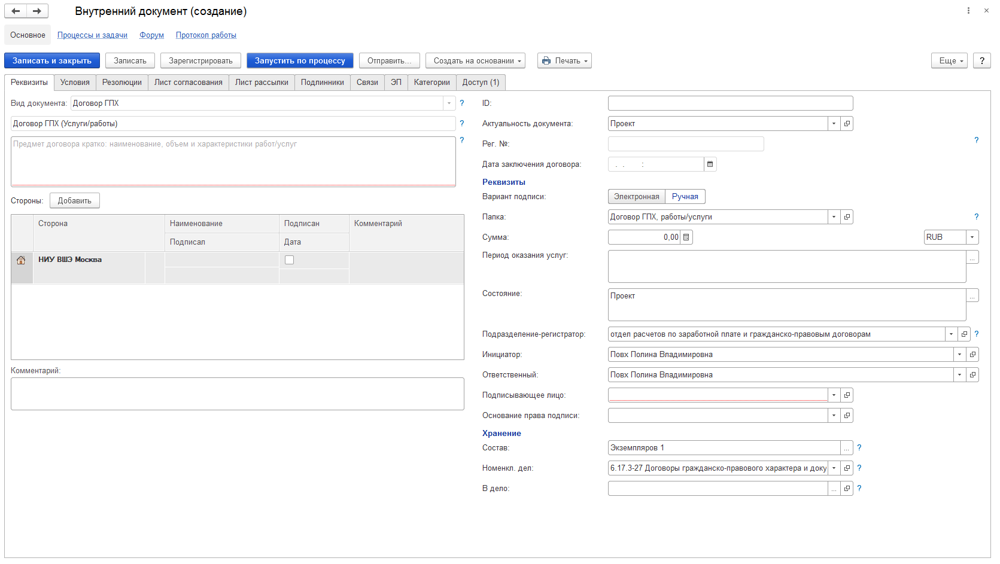 Внутренний документ (создание)
Основное Процессы и задачи Форум Протокол работы
Записать и закрыть Записать Зарегистрировать Запустить по процессу Отправить... Создать на основании Печать Еще ?
Реквизиты Условия Резолюции Лист согласования Лист рассылки Подлинники Связи ЭП Категории Доступ (1)
Вид документа: Договор ГПХ ?
Договор ГПХ (Услуги/работы) ?
Предмет договора кратко: наименование, объем и характеристики работ/услуг ?
Стороны: Добавить
Сторона Наименование Подписан Комментарий
Подписал Дата
НИУ ВШЭ Москва
Комментарий:
ID:
Актуальность документа: Проект
Рег. №: ?
Дата заключения договора: . . :
Реквизиты
Вариант подписи: Электронная Ручная
Папка: Договор ГПХ, работы/услуги ?
Сумма: 0,00 RUB
Период оказания услуг: ...
Состояние: Проект ...
Подразделение-регистратор: отдел расчетов по заработной плате и гражданско-правовым договорам ?
Инициатор: Повх Полина Владимировна
Ответственный: Повх Полина Владимировна
Подписывающее лицо:
Основание права подписи:
Хранение
Состав: Экземпляров 1 ... ?
Номенкл. дел: 6.17.3-27 Договоры гражданско-правового характера и доку ?
В дело: ... ?